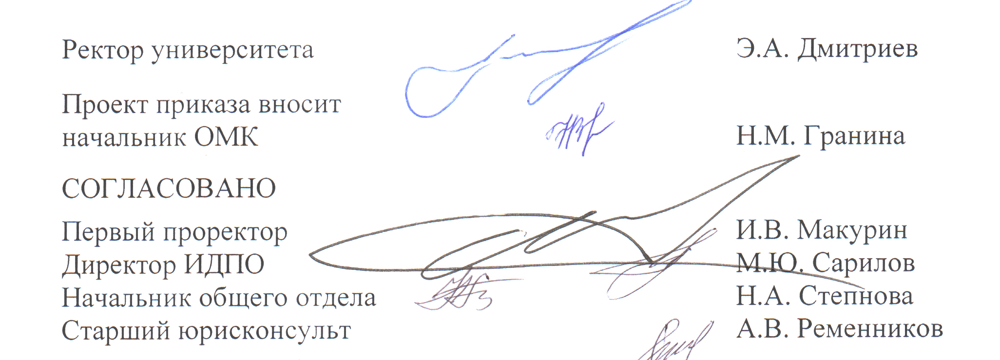 Ректор университета Э.А. Дмитриев
Проект приказа вносит
начальник ОМК Н.М. Гранина
СОГЛАСОВАНО
Первый проректор И.В. Макурин
Директор ИДПО М.Ю. Сарилов
Начальник общего отдела Н.А. Степнова
Старший юрисконсульт А.В. Ременников